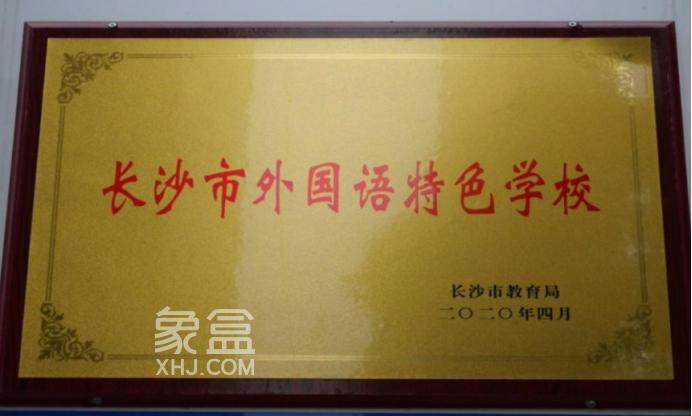 长沙市外国语特色学校
长沙市教育局
二〇二〇年四月
象盒
XHJ.COM